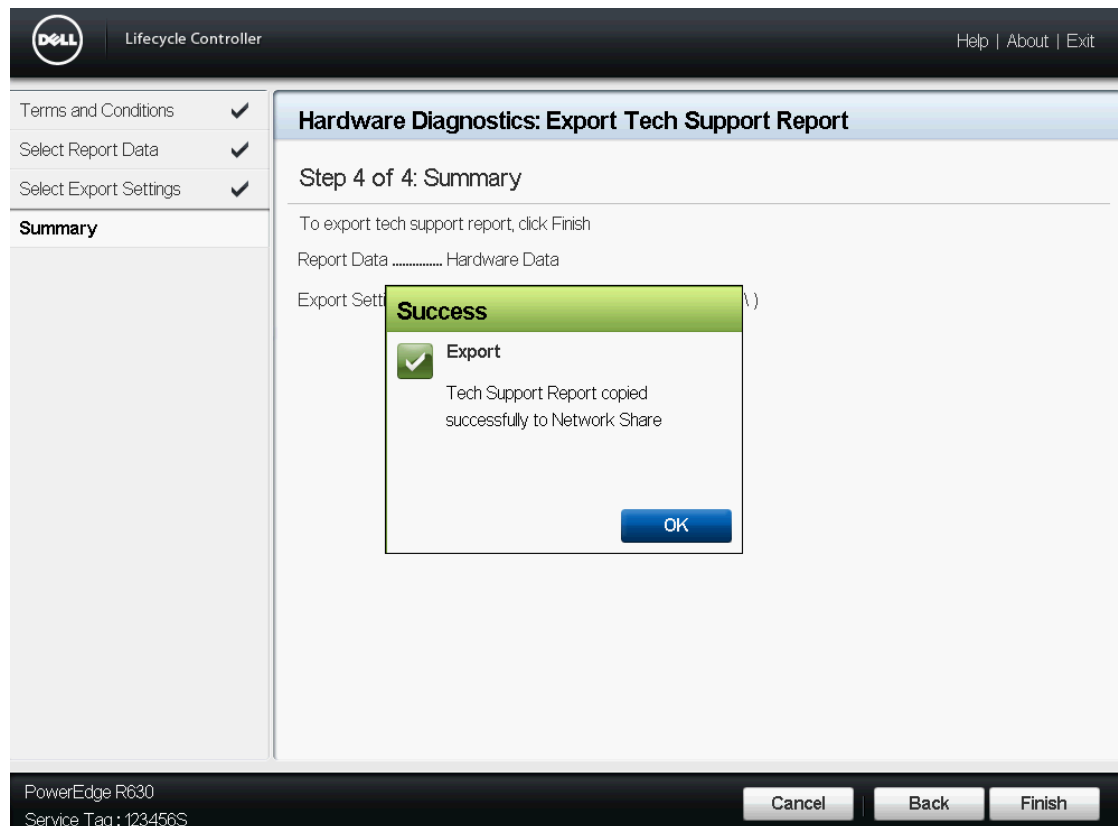 DELL
Lifecycle Controller
Help | About | Exit
Terms and Conditions
Select Report Data
Select Export Settings
Summary
Hardware Diagnostics: Export Tech Support Report
Step 4 of 4: Summary
To export tech support report, click Finish
Report Data .............. Hardware Data
Export Setti
\ )
Success
Export
Tech Support Report copied
successfully to Network Share
OK
PowerEdge R630
Service Tag : 123456S
Cancel
Back
Finish